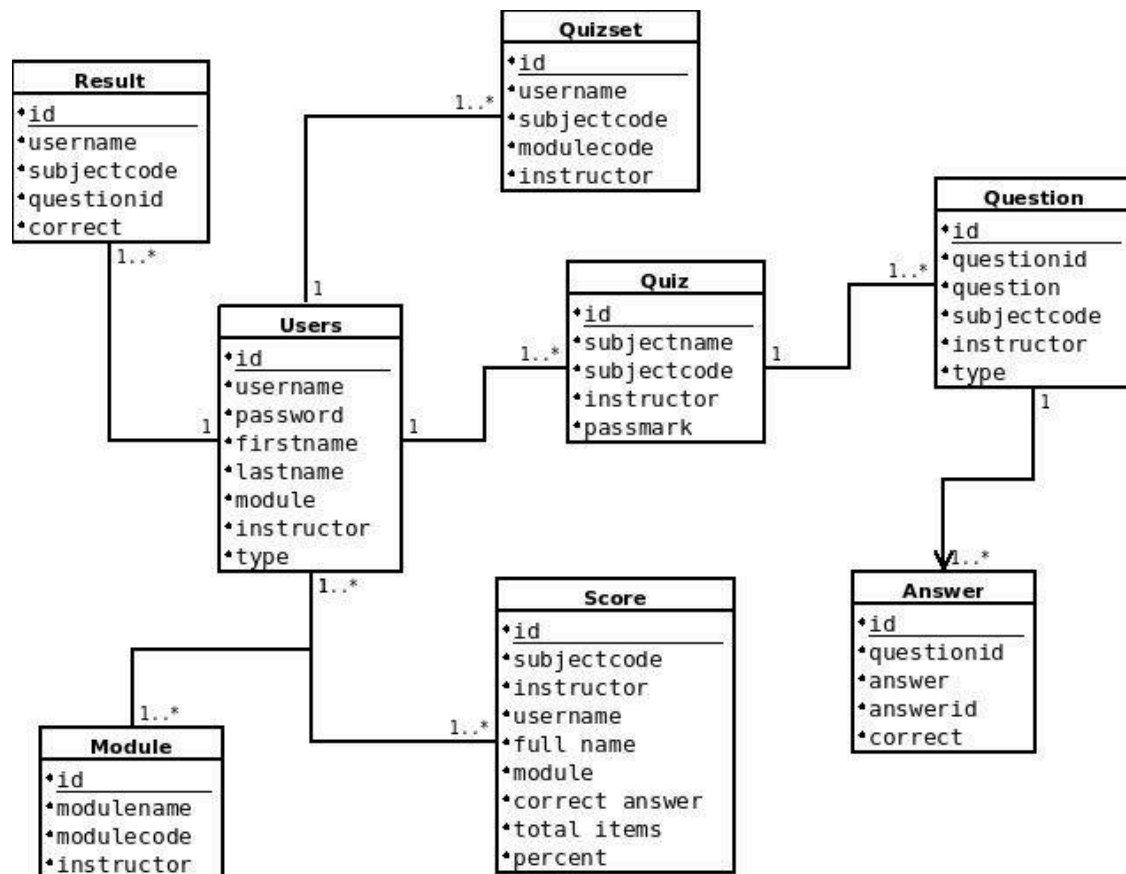 Quizset
id
username
subjectcode
modulecode
instructor
Result
id
username
subjectcode
questionid
correct
1..*
1..*
1
Question
id
questionid
question
subjectcode
instructor
type
1..*
1
Quiz
id
subjectname
subjectcode
instructor
passmark
1..*
1
Users
id
username
password
firstname
lastname
module
instructor
type
1
1
1..*
1..*
Answer
id
questionid
answer
answerid
correct
Score
id
subjectcode
instructor
username
full name
module
correct answer
total items
percent
1..*
1..*
Module
id
modulename
modulecode
instructor